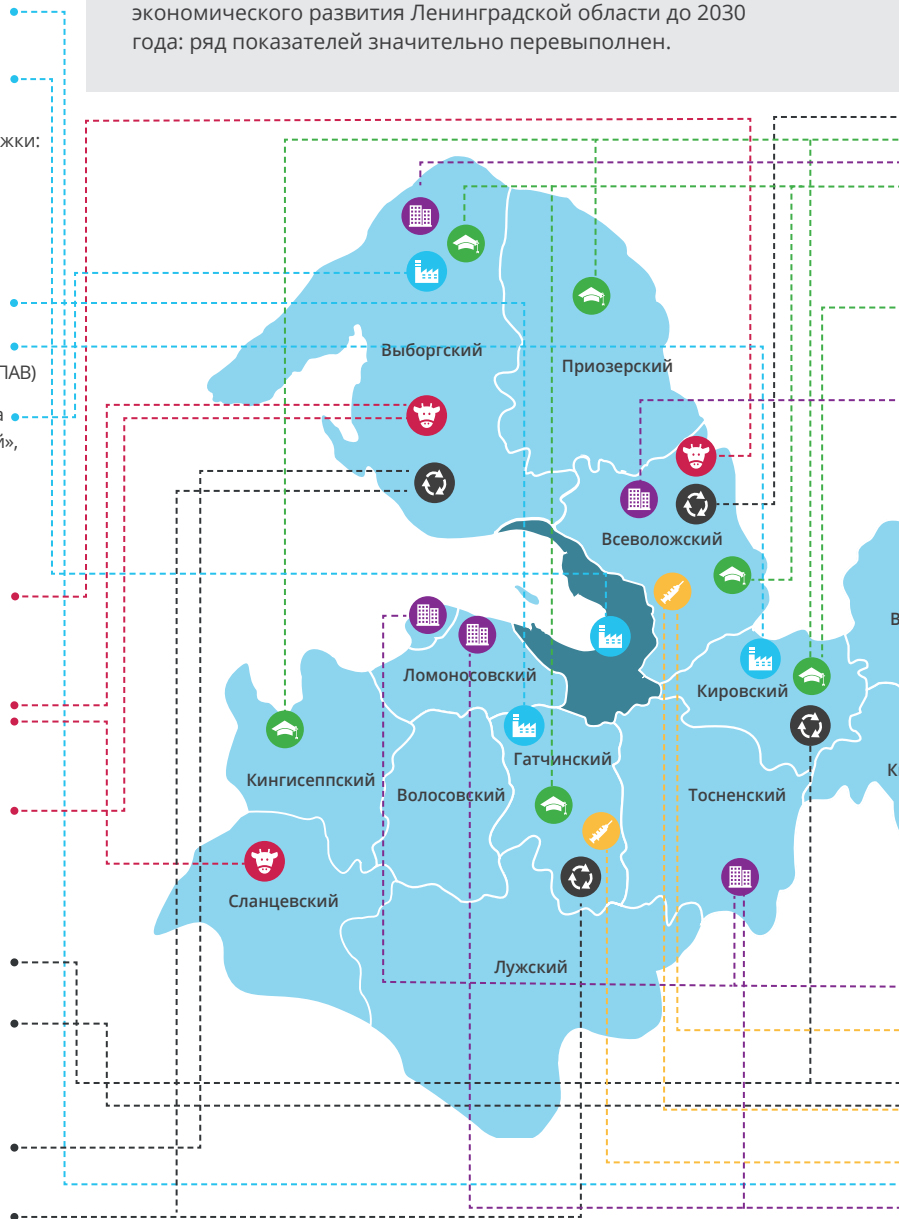 экономического развития Ленинградской области до 2030
года: ряд показателей значительно перевыполнен.
жки:
Выборгский
Приозерский
ПАВ)
а
й»,
Всеволожский
В
Ломоносовский
Кировский
Гатчинский
Кингисеппский
Волосовский
Тосненский
К
Сланцевский
Лужский